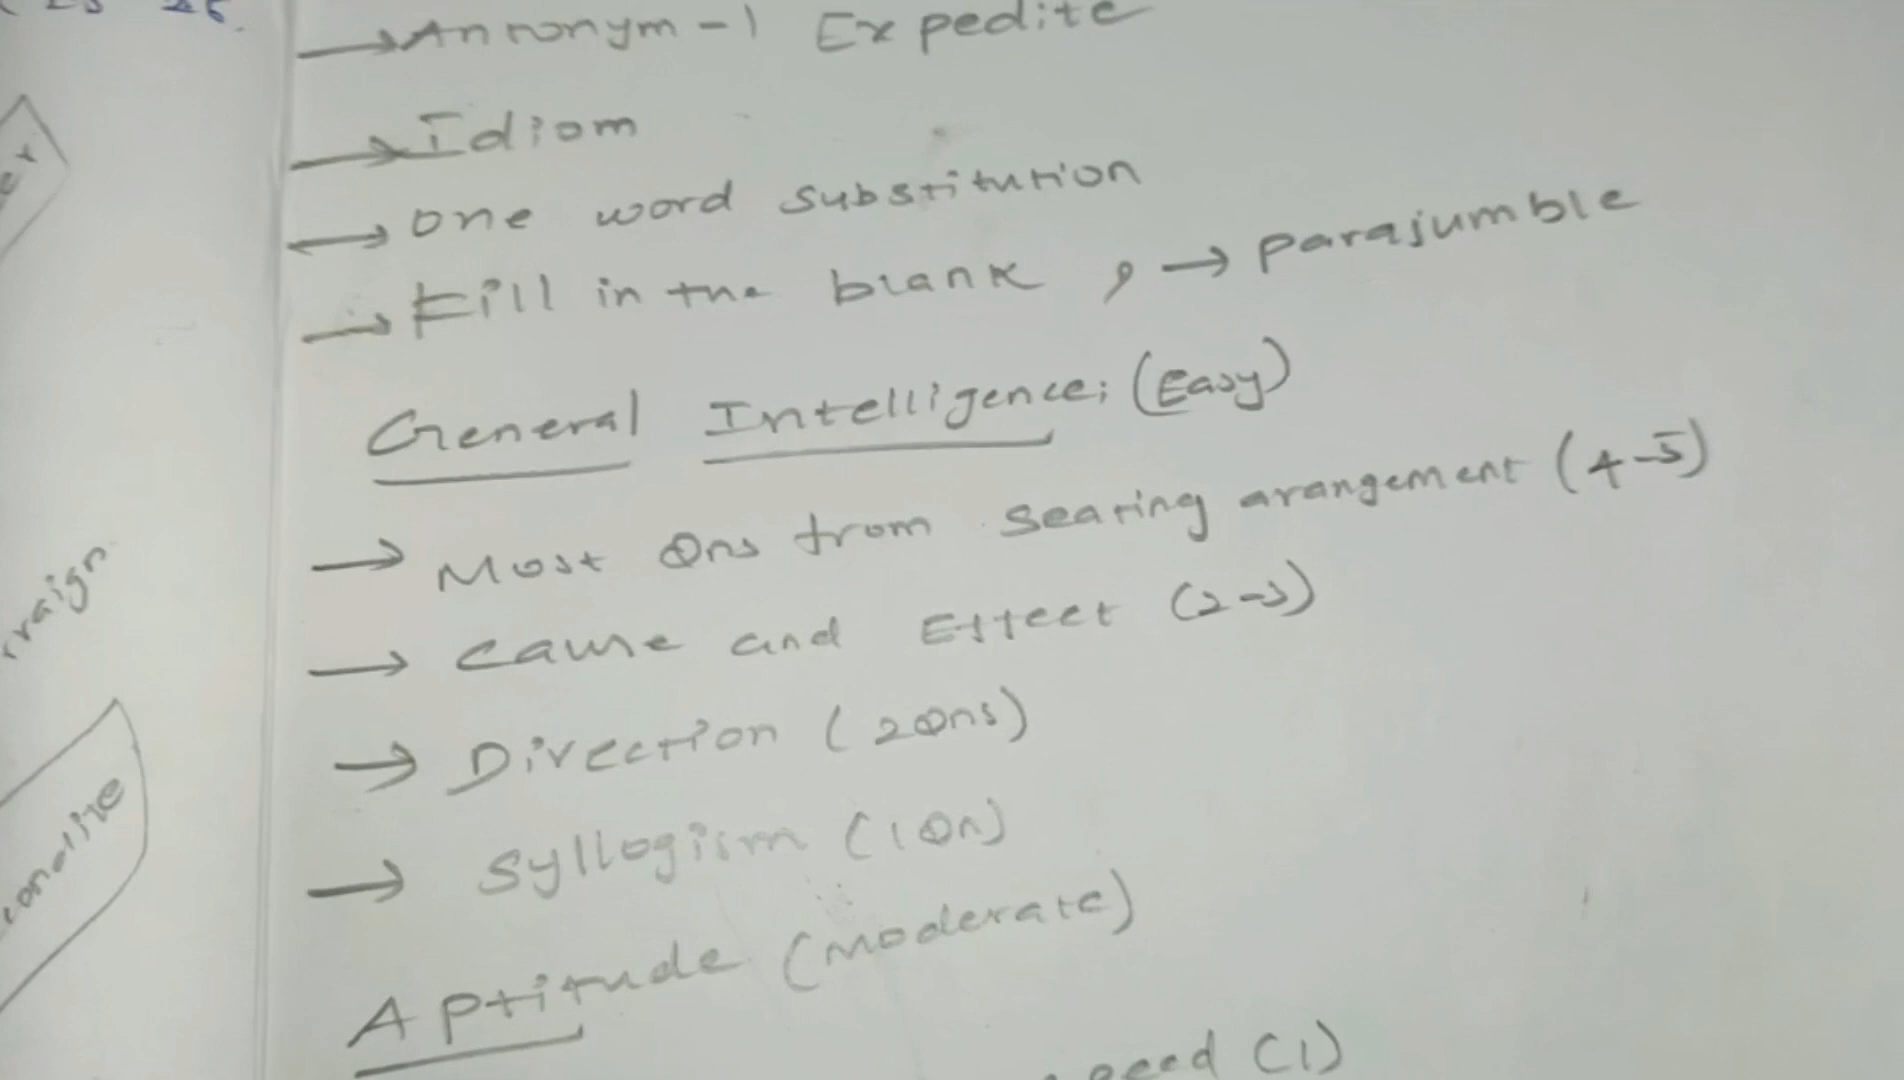 → Antonym - 1 Expedite
→ Idiom
→ one word substitution
→ Fill in the blank , → parajumble
General Intelligence: (Easy)
→ Most Qns from seating arangement (4-5)
→ cause and Effect (2-3)
→ Direction (2Qns)
→ Syllogism (1Qn)
Aptitude (moderate)
(1)